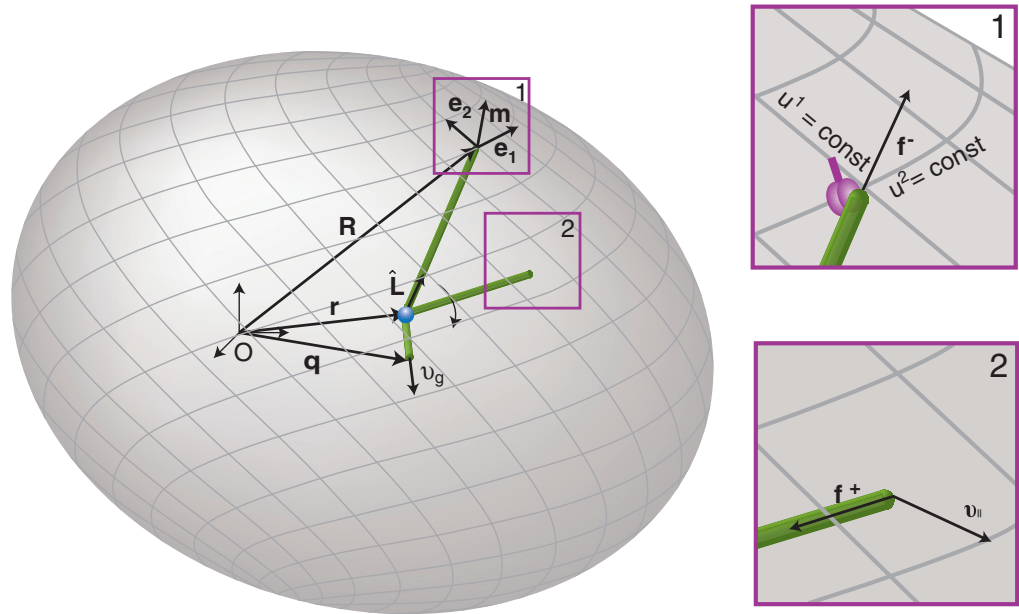 1
e₂
m
e₁
R
2
L̂
r
O
q
υg
1
u¹ = const
f⁻
u² = const
2
f⁺
υ॥